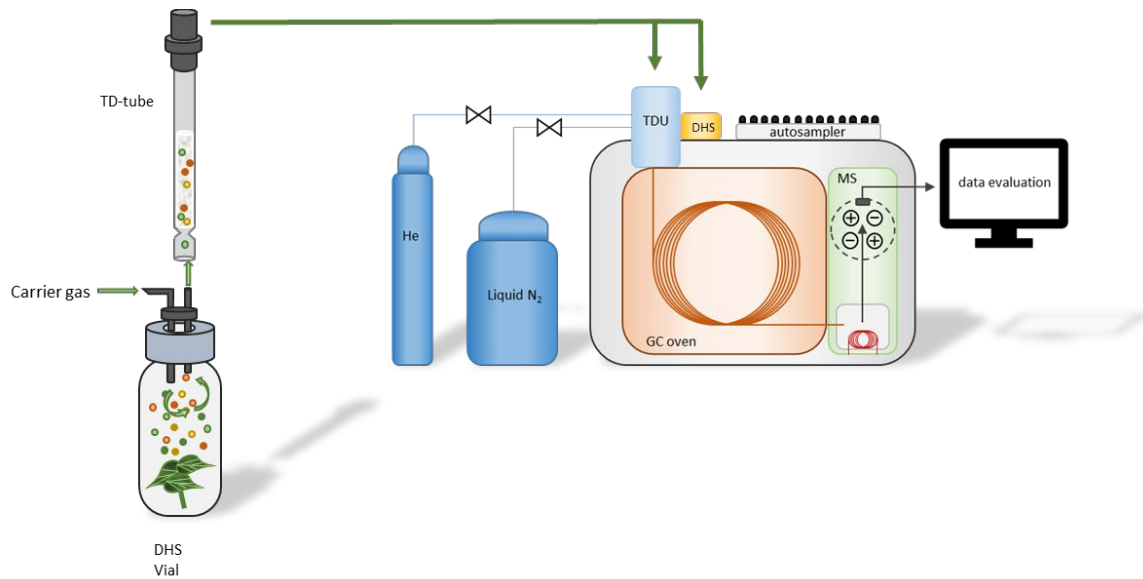 TD-tube
Carrier gas
DHS
Vial
He
Liquid N₂
TDU
DHS
autosampler
GC oven
MS
+ −
− +
data evaluation